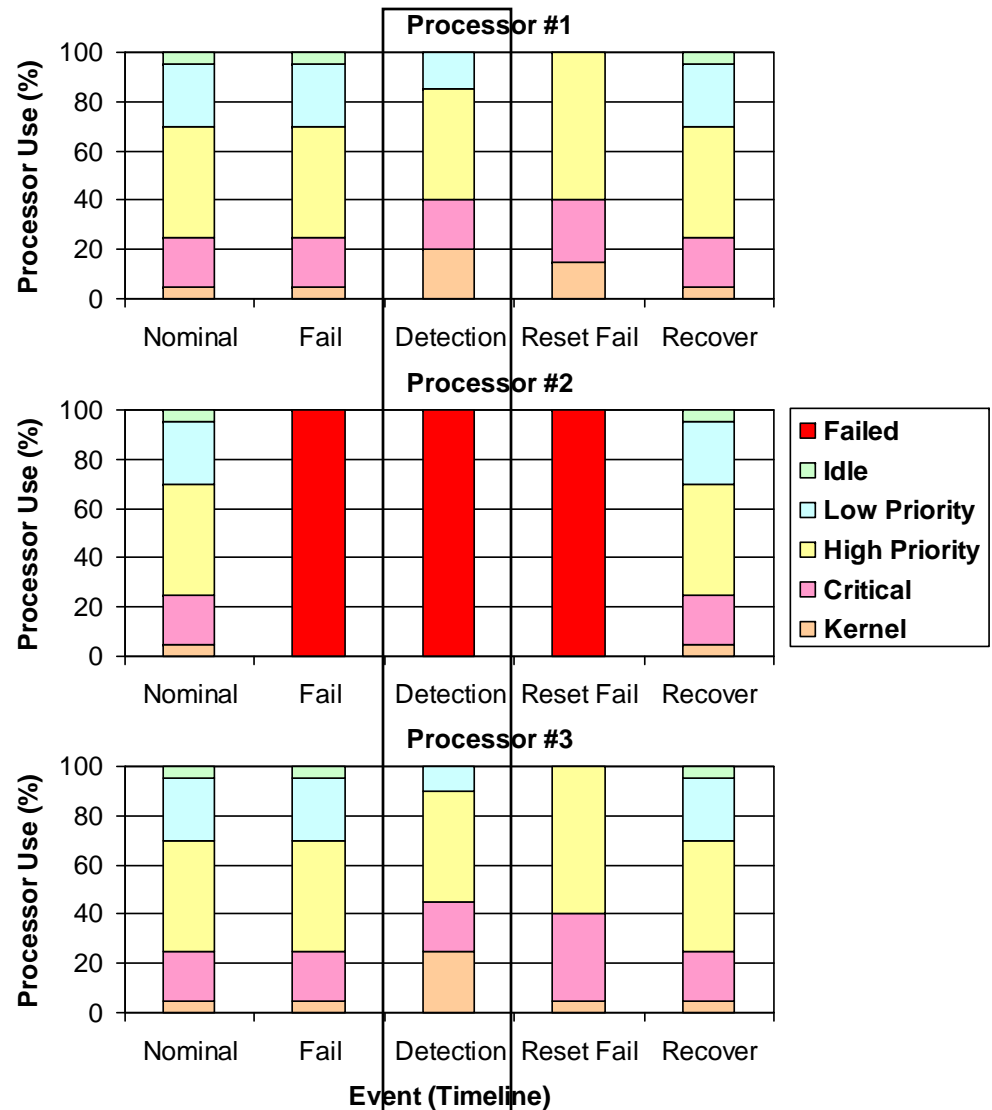 Processor #1
Processor Use (%)
100
80
60
40
20
0
Nominal Fail Detection Reset Fail Recover
Processor #2
Processor Use (%)
100
80
60
40
20
0
Nominal Fail Detection Reset Fail Recover
Failed
Idle
Low Priority
High Priority
Critical
Kernel
Processor #3
Processor Use (%)
100
80
60
40
20
0
Nominal Fail Detection Reset Fail Recover
Event (Timeline)